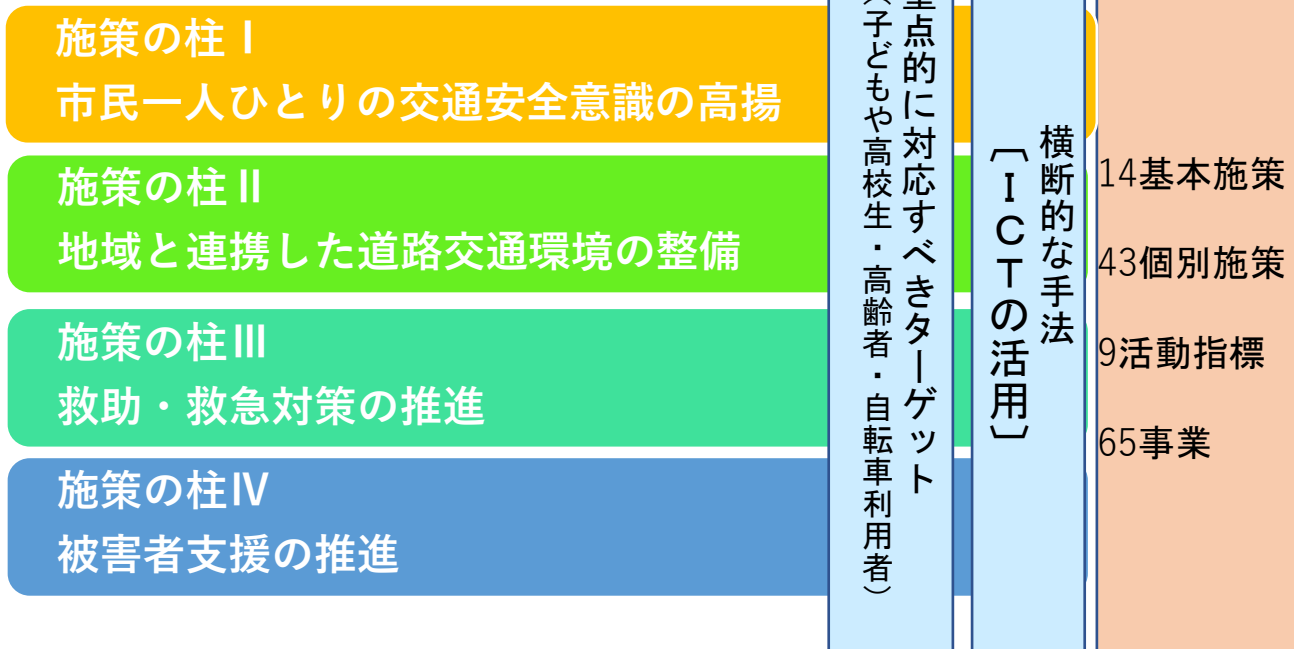 施策の柱Ⅰ
市民一人ひとりの交通安全意識の高揚
施策の柱Ⅱ
地域と連携した道路交通環境の整備
施策の柱Ⅲ
救助・救急対策の推進
施策の柱Ⅳ
被害者支援の推進
点的に対応すべきターゲット
子どもや高校生・高齢者・自転車利用者）
横断的な手法
〔ＩＣＴの活用〕
14基本施策
43個別施策
9活動指標
65事業